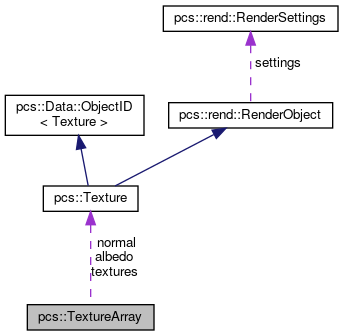 pcs::rend::RenderSettings
settings
pcs::Data::ObjectID
< Texture >
pcs::rend::RenderObject
pcs::Texture
normal
albedo
textures
pcs::TextureArray